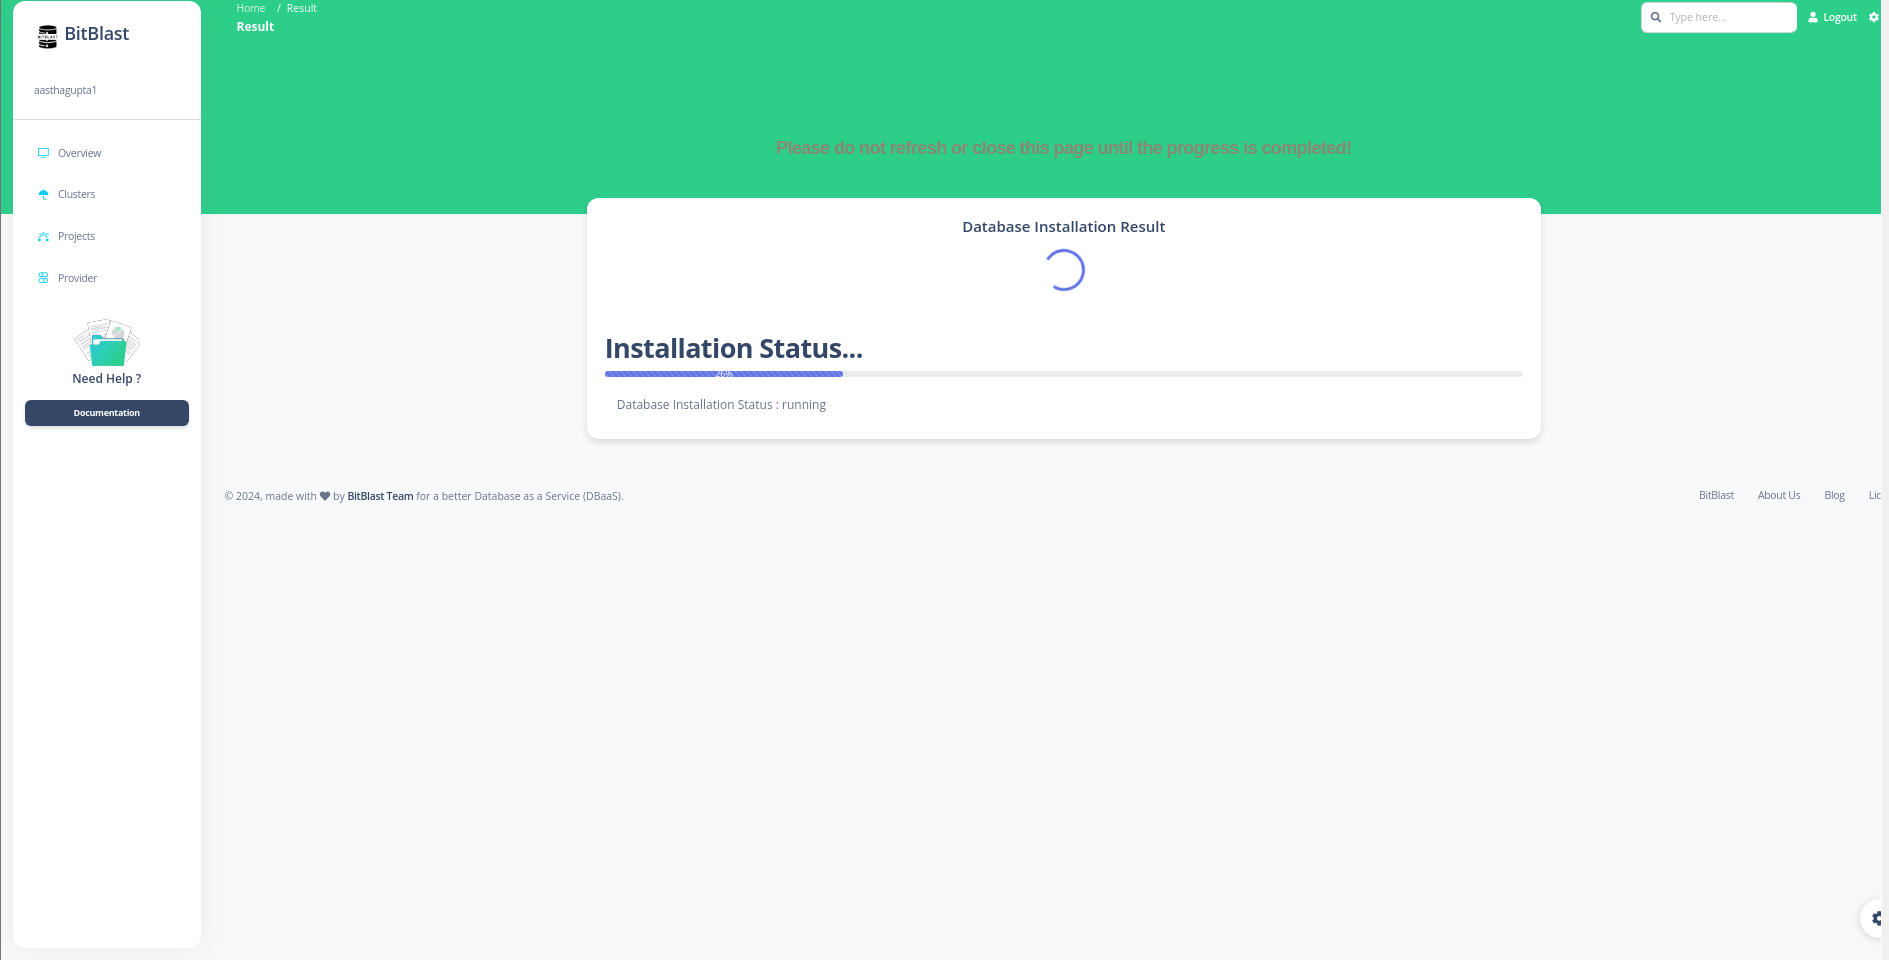 BitBlast
aasthagupta1
Overview
Clusters
Projects
Provider
Need Help ?
Documentation
Home / Result
Result
Type here...
Logout
Please do not refresh or close this page until the progress is completed!
Database Installation Result
Installation Status...
26%
Database Installation Status : running
© 2024, made with ♥ by BitBlast Team for a better Database as a Service (DBaaS).
BitBlast About Us Blog Lic